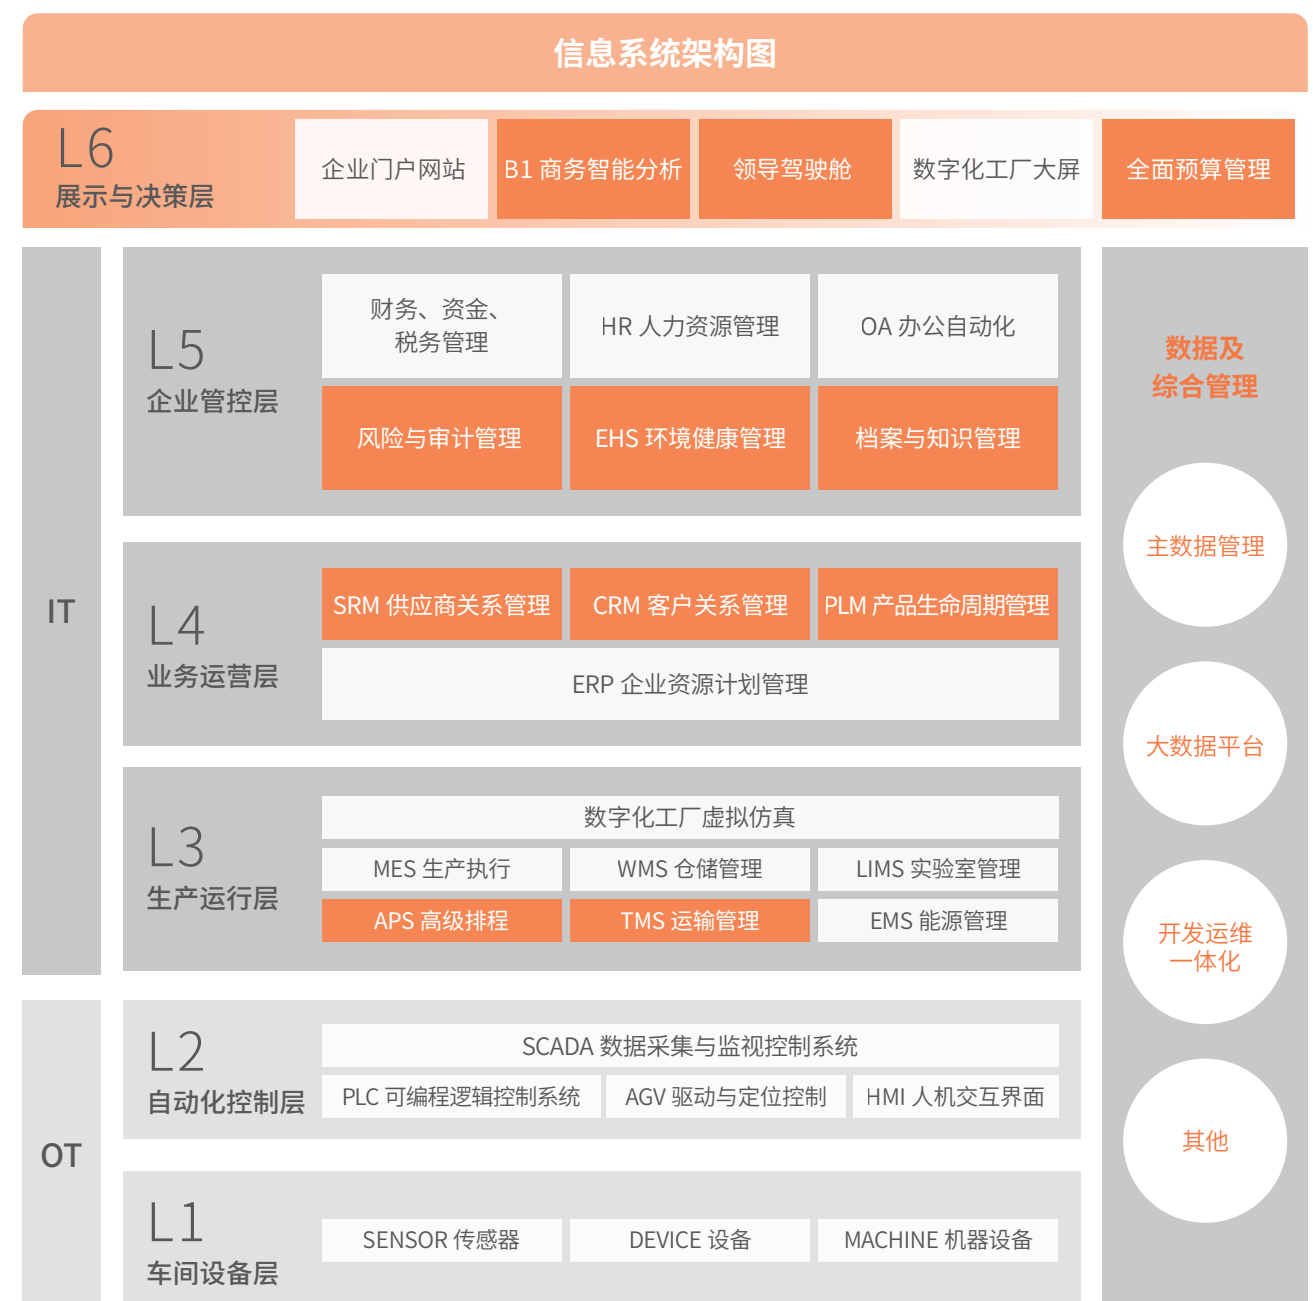 信息系统架构图
L6
展示与决策层
企业门户网站
B1 商务智能分析
领导驾驶舱
数字化工厂大屏
全面预算管理
IT
L5
企业管控层
财务、资金、
税务管理
HR 人力资源管理
OA 办公自动化
风险与审计管理
EHS 环境健康管理
档案与知识管理
L4
业务运营层
SRM 供应商关系管理
CRM 客户关系管理
PLM 产品生命周期管理
ERP 企业资源计划管理
L3
生产运行层
数字化工厂虚拟仿真
MES 生产执行
WMS 仓储管理
LIMS 实验室管理
APS 高级排程
TMS 运输管理
EMS 能源管理
OT
L2
自动化控制层
SCADA 数据采集与监视控制系统
PLC 可编程逻辑控制系统
AGV 驱动与定位控制
HMI 人机交互界面
L1
车间设备层
SENSOR 传感器
DEVICE 设备
MACHINE 机器设备
数据及
综合管理
主数据管理
大数据平台
开发运维
一体化
其他